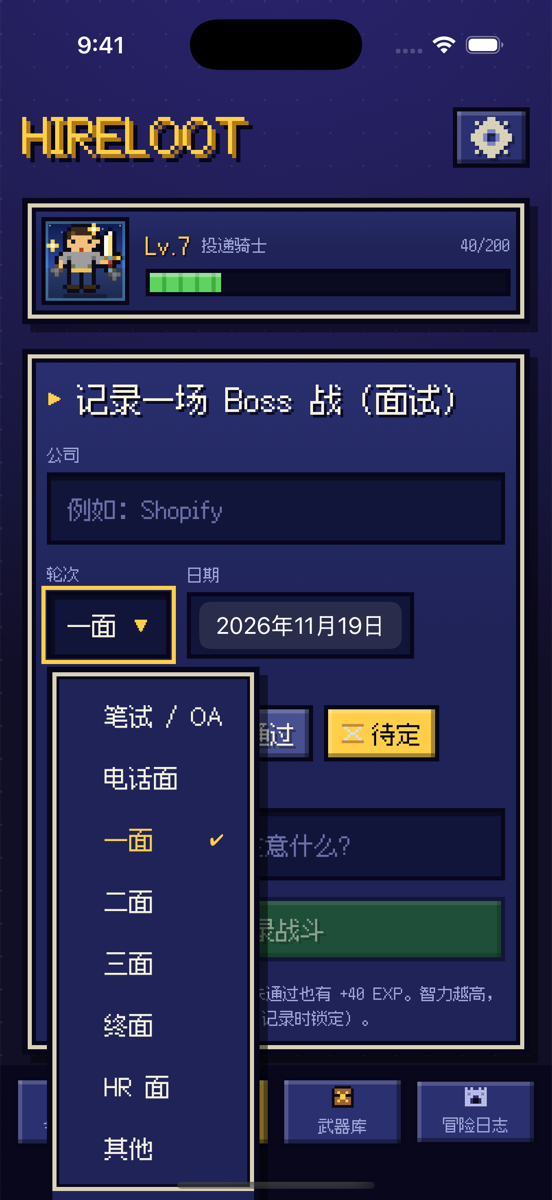 9:41
HIRELOOT
Lv.7 投递骑士 40/200
记录一场 Boss 战（面试）
公司
例如：Shopify
轮次 日期
一面 ▼ 2026年11月19日
笔试 / OA
通过 待定
电话面
一面 ✔
意什么?
二面
录战斗
三面
通过也有 +40 EXP。智力越高，
终面
记录时锁定）。
HR 面
武器库 冒险日志
其他